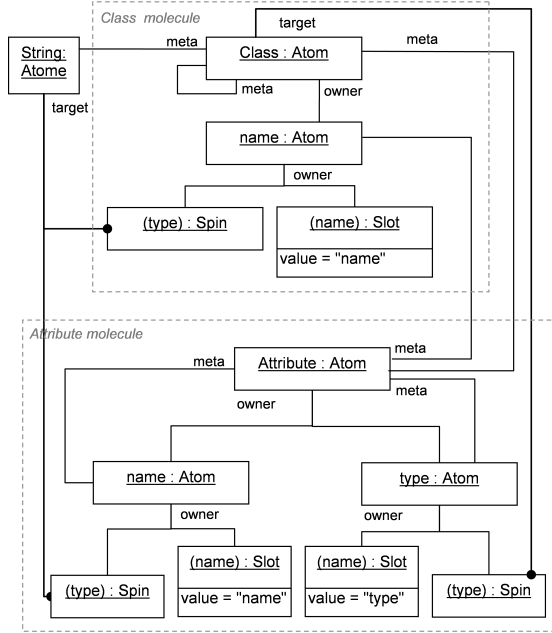 Class molecule
target
meta
meta
String:
Atome
Class : Atom
meta
owner
target
name : Atom
owner
(type) : Spin
(name) : Slot
value = "name"
Attribute molecule
meta
meta
Attribute : Atom
meta
owner
name : Atom
type : Atom
owner
owner
(type) : Spin
(name) : Slot
value = "name"
(name) : Slot
value = "type"
(type) : Spin